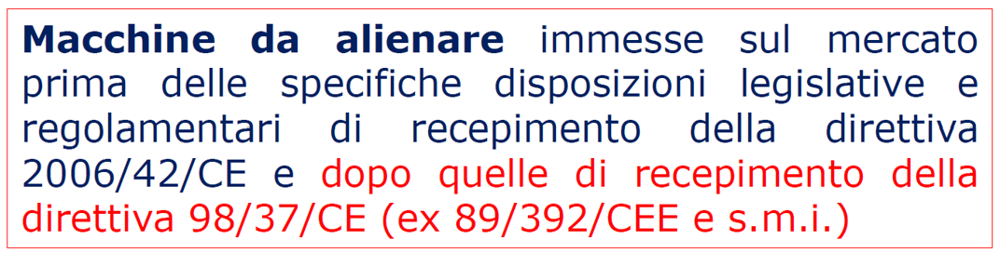 Macchine da alienare immesse sul mercato
prima delle specifiche disposizioni legislative e
regolamentari di recepimento della direttiva
2006/42/CE e dopo quelle di recepimento della
direttiva 98/37/CE (ex 89/392/CEE e s.m.i.)